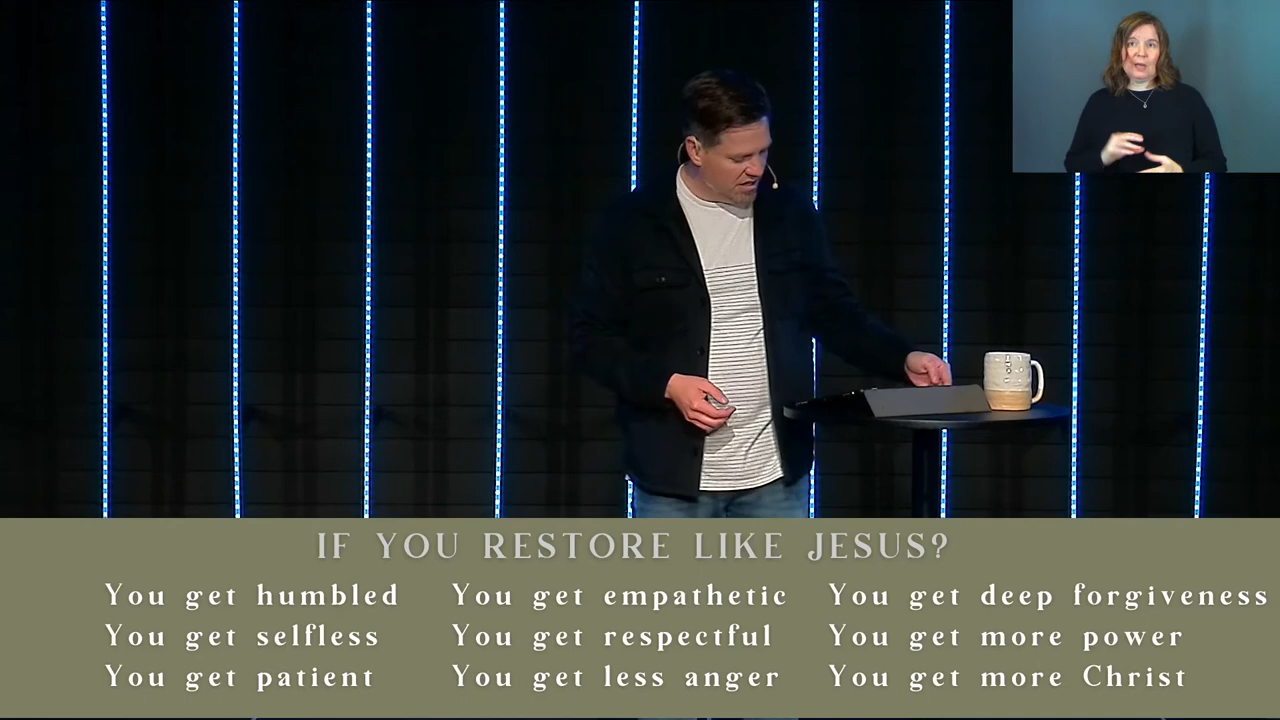 IF YOU RESTORE LIKE JESUS?
You get humbled
You get selfless
You get patient
You get empathetic
You get respectful
You get less anger
You get deep forgiveness
You get more power
You get more Christ